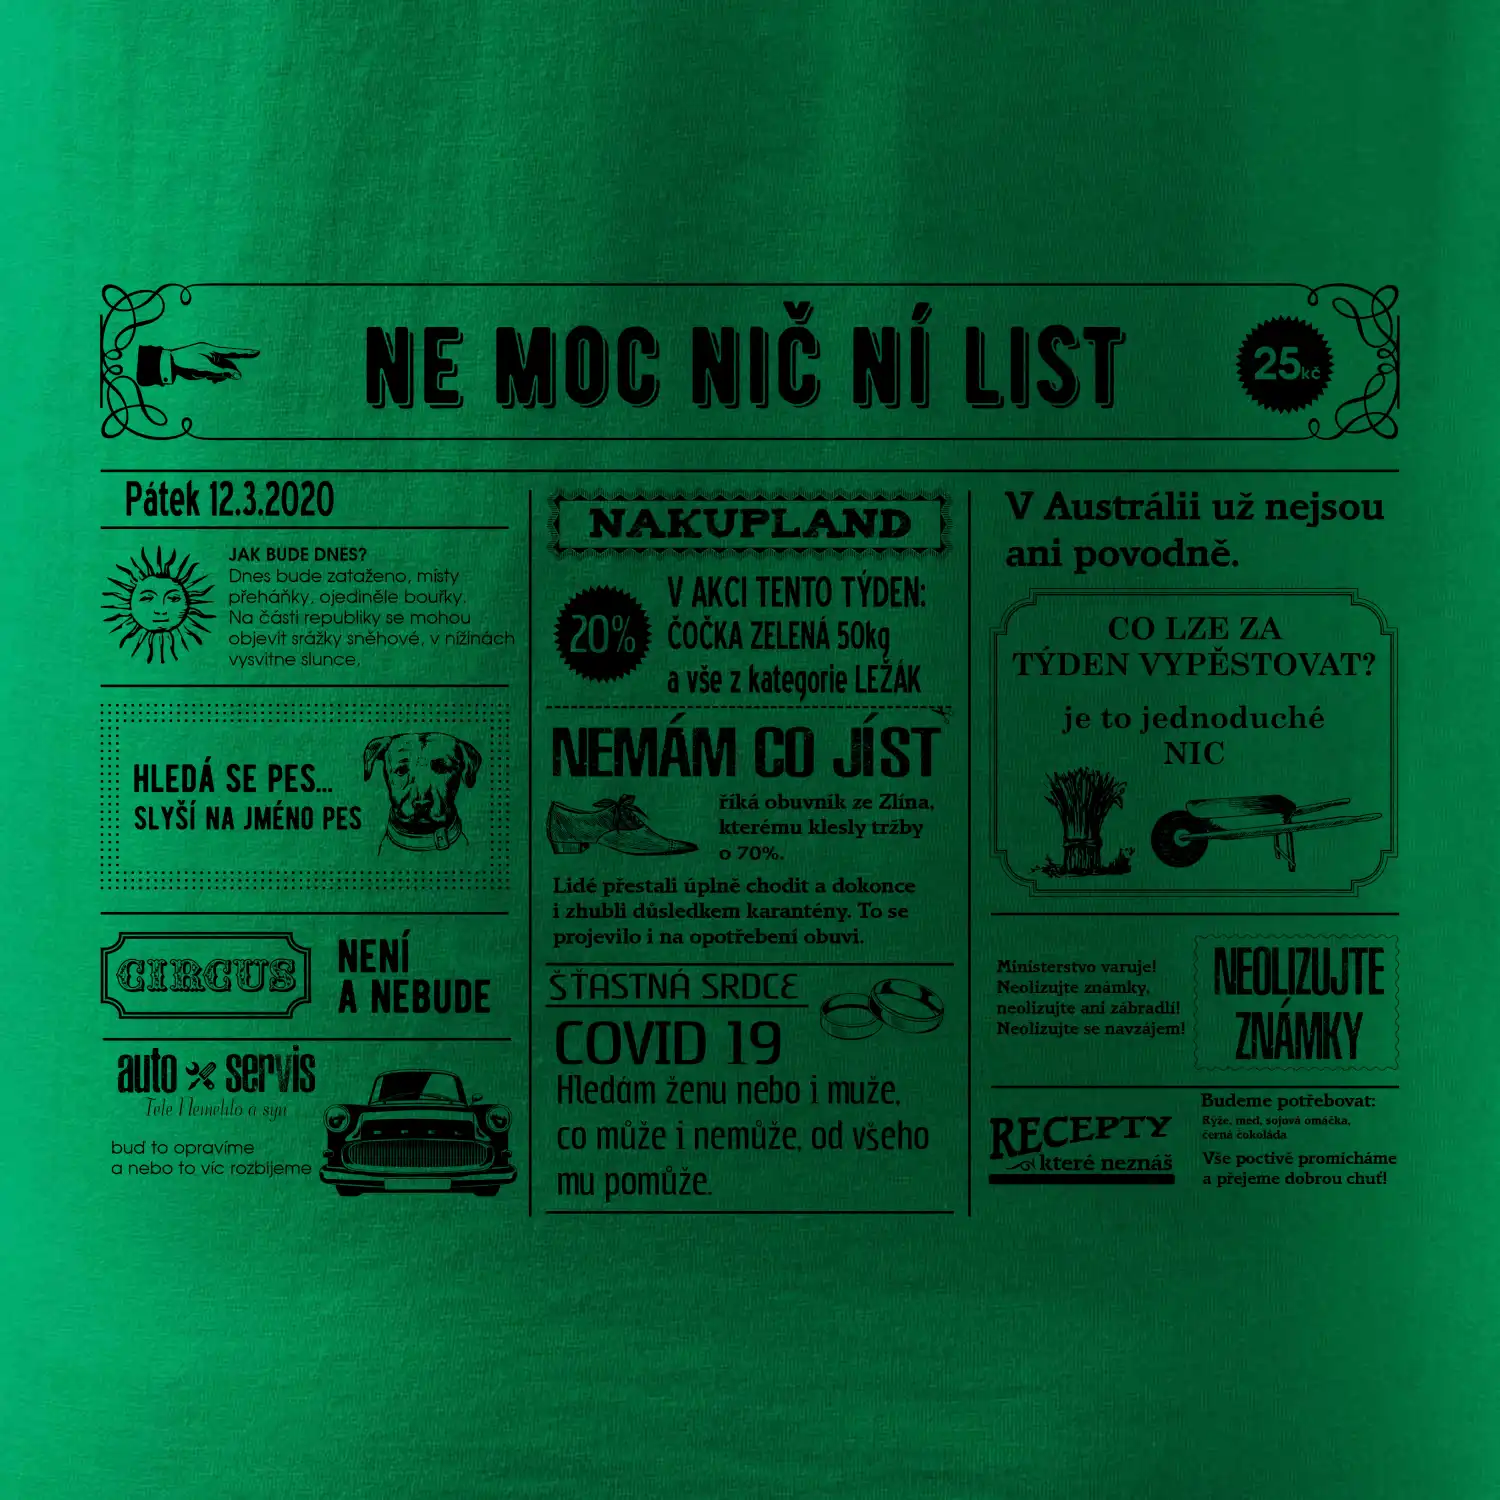 NE MOC NIČ NÍ LIST
25kč
Pátek 12.3.2020
JAK BUDE DNES?
Dnes bude zataženo, místy
přeháňky, ojediněle bouřky.
Na části republiky se mohou
objevit srážky sněhové, v nížinách
vysvitne slunce.
HLEDÁ SE PES...
SLYŠÍ NA JMÉNO PES
CIRCUS
NENÍ
A NEBUDE
auto servis
Tele Nemehlo a syn
buď to opravíme
a nebo to víc rozbijeme
NAKUPLAND
20%
V AKCI TENTO TÝDEN:
ČOČKA ZELENÁ 50kg
a vše z kategorie LEŽÁK
NEMÁM CO JÍST
říká obuvník ze Zlína,
kterému klesly tržby
o 70%.
Lidé přestali úplně chodit a dokonce
i zhubli důsledkem karantény. To se
projevilo i na opotřebení obuvi.
ŠŤASTNÁ SRDCE
COVID 19
Hledám ženu nebo i muže,
co může i nemůže, od všeho
mu pomůže.
V Austrálii už nejsou
ani povodně.
CO LZE ZA
TÝDEN VYPĚSTOVAT?
je to jednoduché
NIC
Ministerstvo varuje!
Neolizujte známky,
neolizujte ani zábradlí!
Neolizujte se navzájem!
NEOLIZUJTE
ZNÁMKY
RECEPTY
které neznáš
Budeme potřebovat:
Rýže, med, sojová omáčka,
černá čokoláda
Vše poctivě promícháme
a přejeme dobrou chuť!